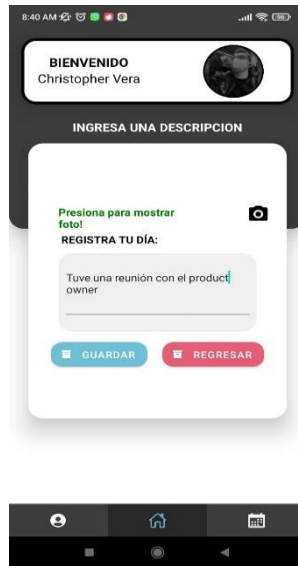 8:40 AM
BIENVENIDO
Christopher Vera
INGRESA UNA DESCRIPCION
Presiona para mostrar
foto!
REGISTRA TU DÍA:
Tuve una reunión con el product
owner
GUARDAR
REGRESAR